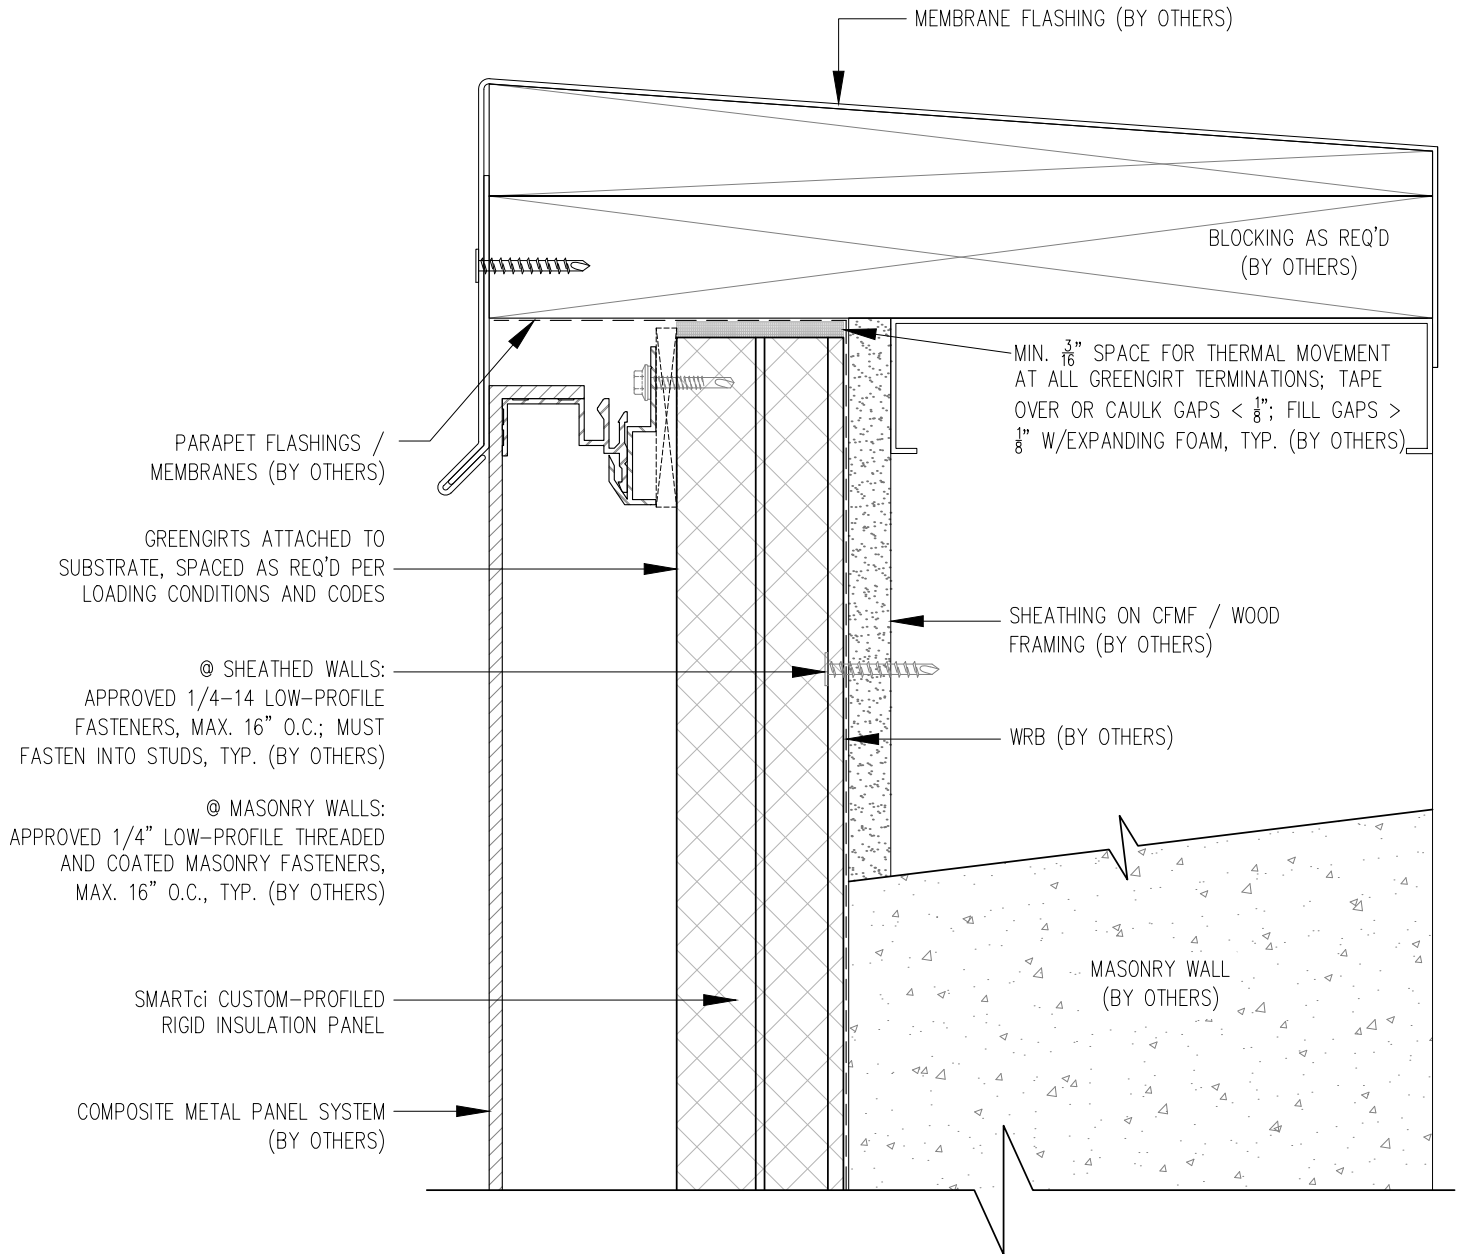 MEMBRANE FLASHING (BY OTHERS)
BLOCKING AS REQ'D
(BY OTHERS)
MIN. 3/16" SPACE FOR THERMAL MOVEMENT
AT ALL GREENGIRT TERMINATIONS; TAPE
OVER OR CAULK GAPS < 1/8"; FILL GAPS >
1/8" W/EXPANDING FOAM, TYP. (BY OTHERS)
PARAPET FLASHINGS /
MEMBRANES (BY OTHERS)
GREENGIRTS ATTACHED TO
SUBSTRATE, SPACED AS REQ'D PER
LOADING CONDITIONS AND CODES
SHEATHING ON CFMF / WOOD
FRAMING (BY OTHERS)
@ SHEATHED WALLS:
APPROVED 1/4-14 LOW-PROFILE
FASTENERS, MAX. 16" O.C.; MUST
FASTEN INTO STUDS, TYP. (BY OTHERS)
WRB (BY OTHERS)
@ MASONRY WALLS:
APPROVED 1/4" LOW-PROFILE THREADED
AND COATED MASONRY FASTENERS,
MAX. 16" O.C., TYP. (BY OTHERS)
MASONRY WALL
(BY OTHERS)
SMARTci CUSTOM-PROFILED
RIGID INSULATION PANEL
COMPOSITE METAL PANEL SYSTEM
(BY OTHERS)